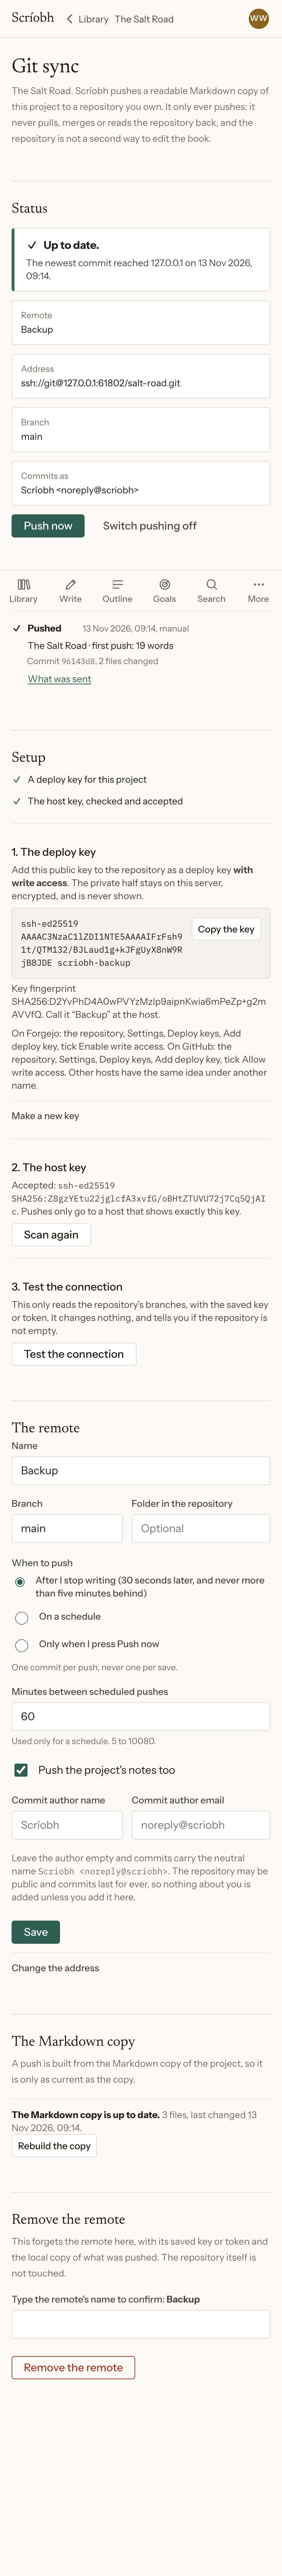 Scríobh
Library
The Salt Road
WW
Git sync
The Salt Road. Scríobh pushes a readable Markdown copy of
this project to a repository you own. It only ever pushes: it
never pulls, merges or reads the repository back, and the
repository is not a second way to edit the book.
Status
Up to date.
The newest commit reached 127.0.0.1 on 13 Nov 2026,
09:14.
Remote
Backup
Address
ssh://git@127.0.0.1:61802/salt-road.git
Branch
main
Commits as
Scríobh <noreply@scriobh>
Push now
Switch pushing off
Library
Write
Outline
Goals
Search
More
Pushed
13 Nov 2026, 09:14, manual
The Salt Road · first push: 19 words
Commit 96143d8, 2 files changed
What was sent
Setup
A deploy key for this project
The host key, checked and accepted
1. The deploy key
Add this public key to the repository as a deploy key with
write access. The private half stays on this server,
encrypted, and is never shown.
ssh-ed25519
AAAAC3NzaC1lZDI1NTE5AAAAIFrFsh9
1t/QTM132/BJLaud1g+kJFgUyX8nW9R
jB8JDE scriobh-backup
Copy the key
Key fingerprint
SHA256:D2YvPhD4A0wPVYzMzIp9aipnKwia6mPeZp+g2m
AVVfQ. Call it “Backup” at the host.
On Forgejo: the repository, Settings, Deploy keys, Add
deploy key, tick Enable write access. On GitHub: the
repository, Settings, Deploy keys, Add deploy key, tick Allow
write access. Other hosts have the same idea under another
name.
Make a new key
2. The host key
Accepted: ssh-ed25519
SHA256:Z8gzYEtu22jglcfA3xvfG/oBHtZTUVU72j7Cq5QjAI
c. Pushes only go to a host that shows exactly this key.
Scan again
3. Test the connection
This only reads the repository's branches, with the saved key
or token. It changes nothing, and tells you if the repository is
not empty.
Test the connection
The remote
Name
Backup
Branch
Folder in the repository
main
Optional
When to push
After I stop writing (30 seconds later, and never more
than five minutes behind)
On a schedule
Only when I press Push now
One commit per push, never one per save.
Minutes between scheduled pushes
60
Used only for a schedule. 5 to 10080.
Push the project's notes too
Commit author name
Commit author email
Scríobh
noreply@scriobh
Leave the author empty and commits carry the neutral
name Scríobh <noreply@scriobh>. The repository may be
public and commits last for ever, so nothing about you is
added unless you add it here.
Save
Change the address
The Markdown copy
A push is built from the Markdown copy of the project, so it
is only as current as the copy.
The Markdown copy is up to date. 3 files, last changed 13
Nov 2026, 09:14.
Rebuild the copy
Remove the remote
This forgets the remote here, with its saved key or token and
the local copy of what was pushed. The repository itself is
not touched.
Type the remote's name to confirm: Backup
Remove the remote